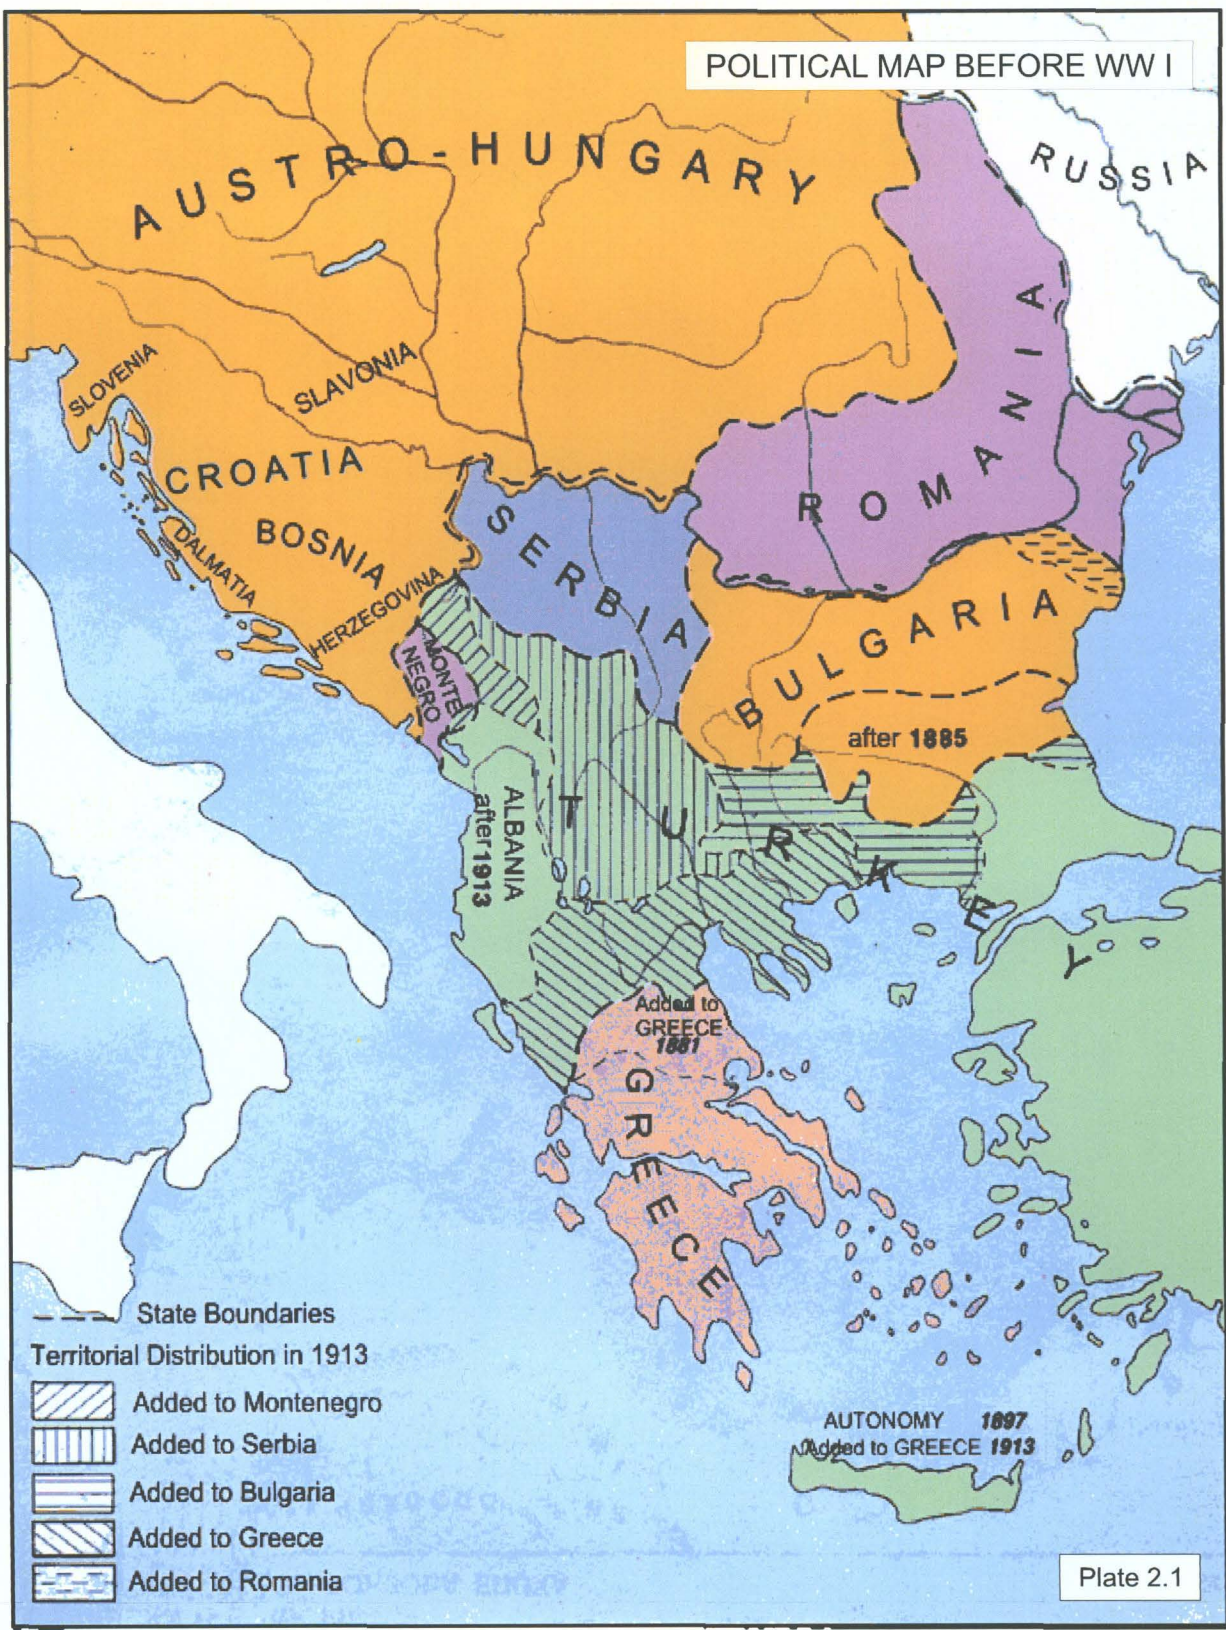 POLITICAL MAP BEFORE WW I
AUSTRO-HUNGARY
RUSSIA
SLOVENIA
SLAVONIA
ROMANIA
CROATIA
BOSNIA
DALMATIA
HERZEGOVINA
SERBIA
MONTE
NEGRO
BULGARIA
after 1885
ALBANIA
after 1913
TURKEY
Added to
GREECE
1881
GREECE
State Boundaries
Territorial Distribution in 1913
Added to Montenegro
Added to Serbia
Added to Bulgaria
Added to Greece
Added to Romania
AUTONOMY 1897
Added to GREECE 1913
Plate 2.1